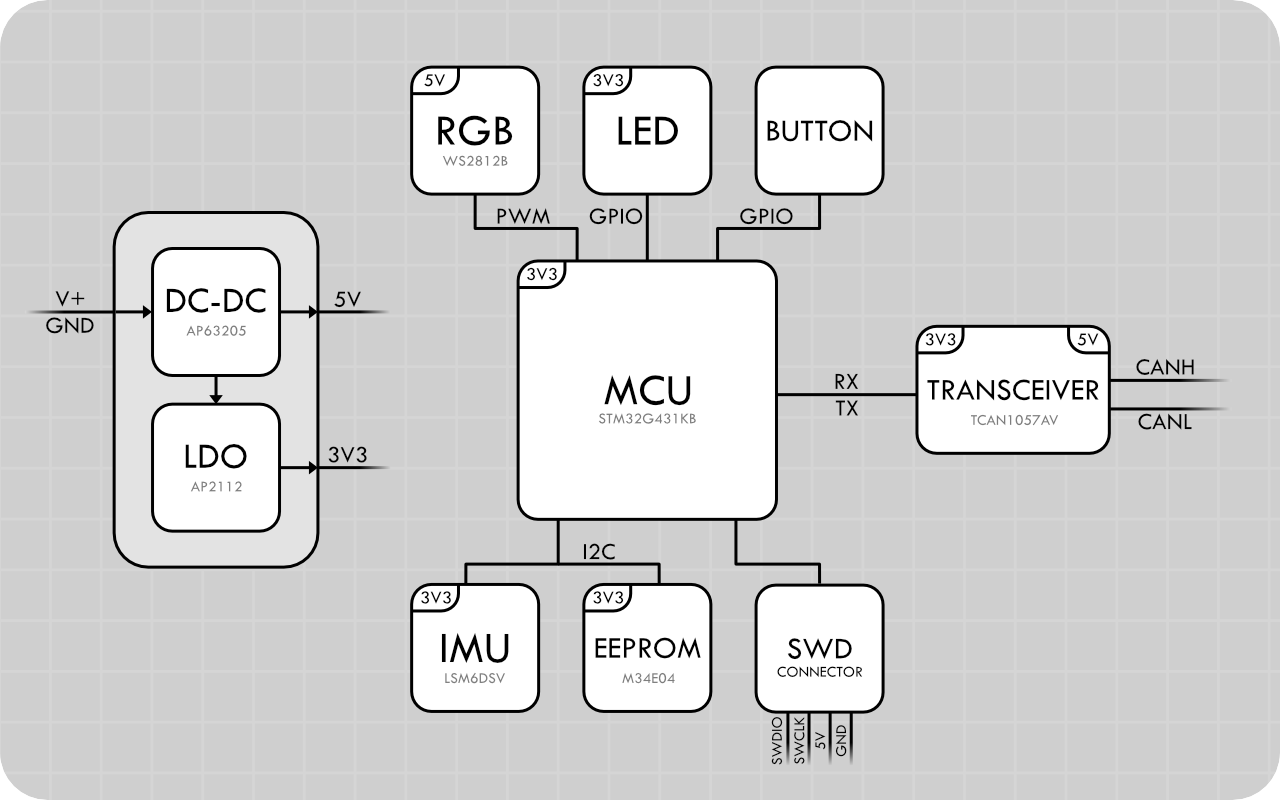 5V
RGB
WS2812B
3V3
LED
BUTTON
PWM
GPIO
GPIO
V+
GND
DC-DC
AP63205
5V
LDO
AP2112
3V3
3V3
MCU
STM32G431KB
RX
TX
3V3
5V
TRANSCEIVER
TCAN1057AV
CANH
CANL
I2C
3V3
IMU
LSM6DSV
3V3
EEPROM
M34E04
SWD
CONNECTOR
SWDIO
SWCLK
5V
GND